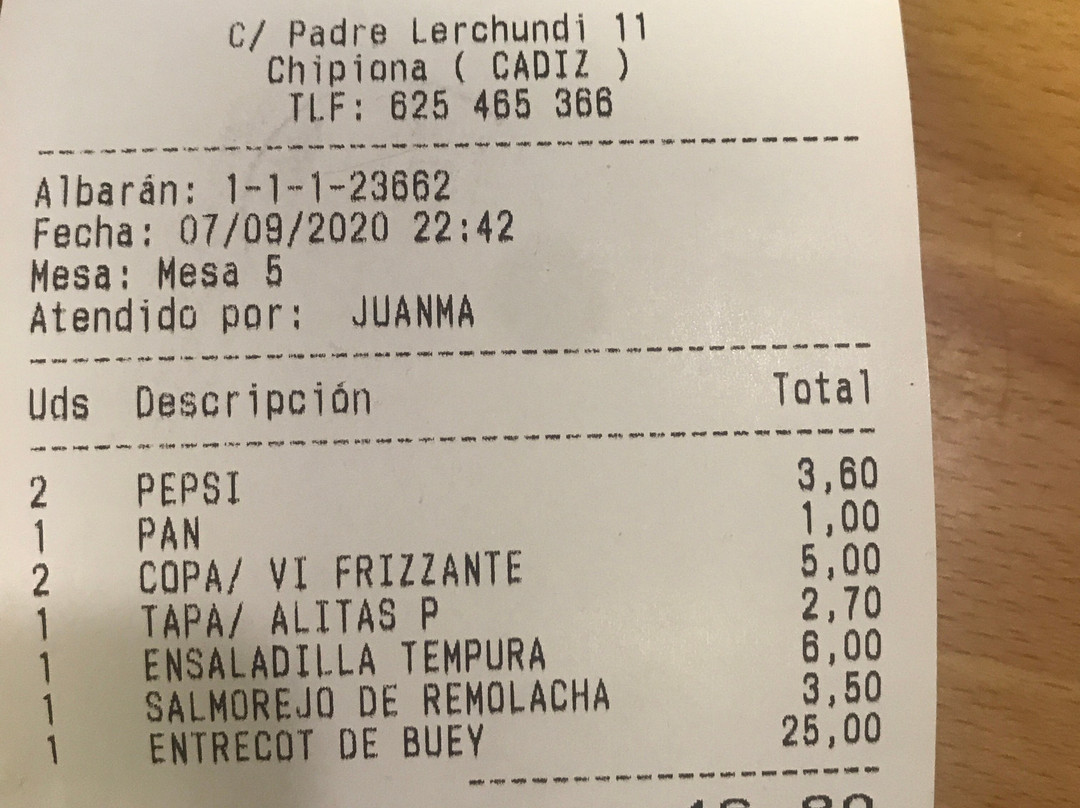 C/ Padre Lerchundi 11
Chipiona ( CADIZ )
TLF: 625 465 366
Albarán: 1-1-1-23662
Fecha: 07/09/2020 22:42
Mesa: Mesa 5
Atendido por: JUANMA
Uds Descripción Total
2 PEPSI 3,60
1 PAN 1,00
2 COPA/ VI FRIZZANTE 5,00
1 TAPA/ ALITAS P 2,70
1 ENSALADILLA TEMPURA 6,00
1 SALMOREJO DE REMOLACHA 3,50
1 ENTRECOT DE BUEY 25,00